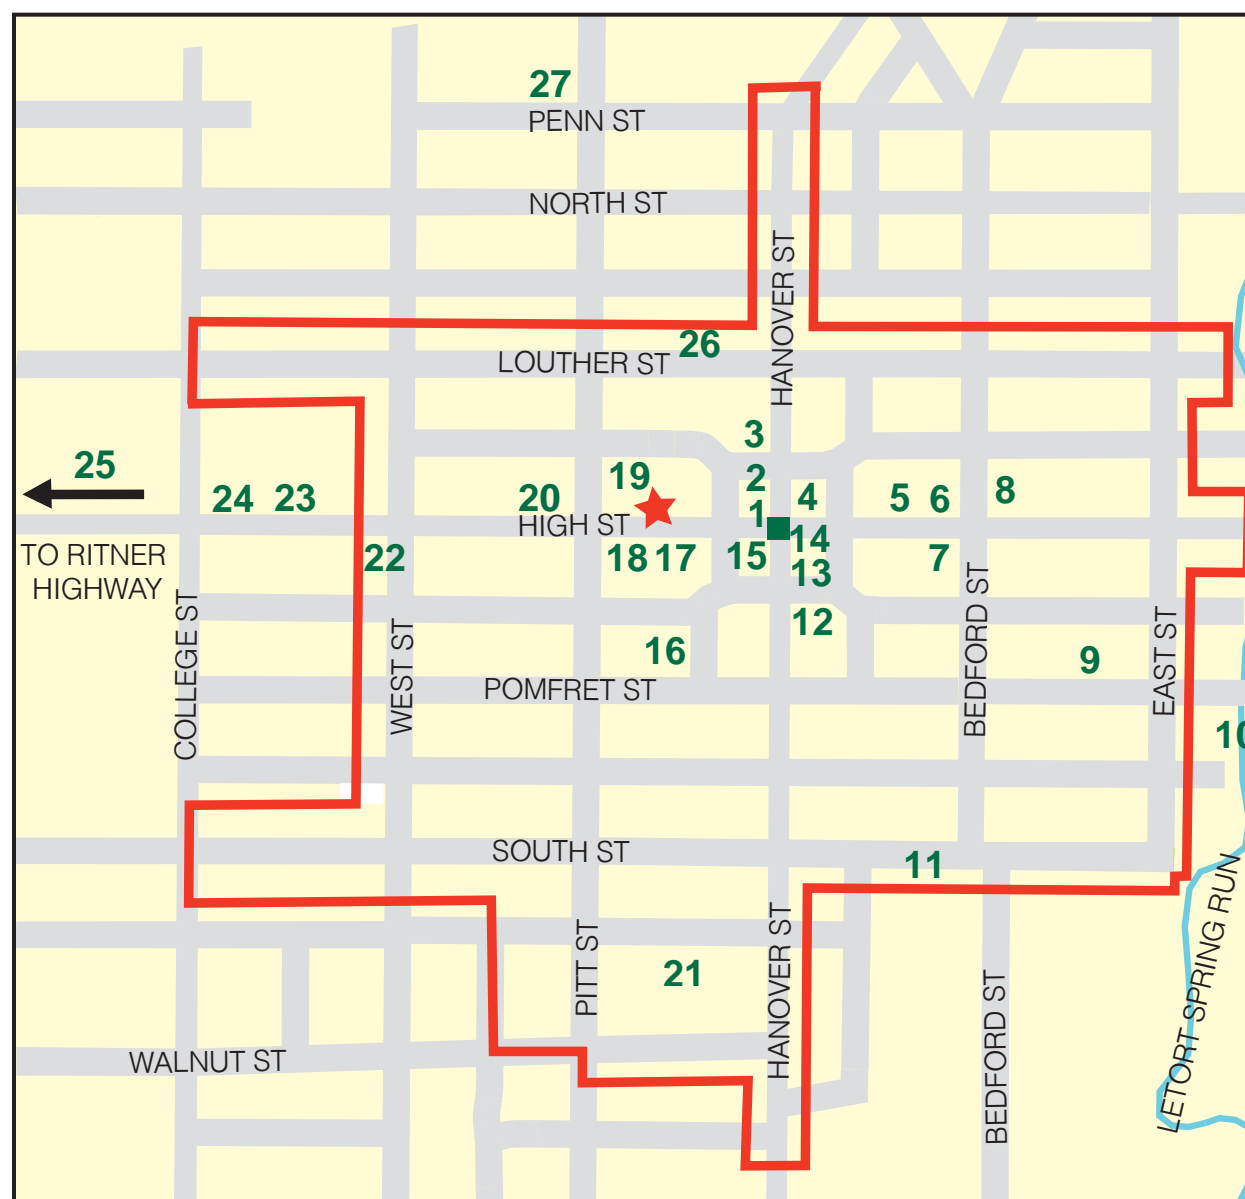 27
PENN ST
NORTH ST
HANOVER ST
26
LOUTHER ST
3
25
19
2
24
23
20
4
5
6
8
1
HIGH ST
14
TO RITNER
HIGHWAY
22
18
17
15
13
7
12
COLLEGE ST
WEST ST
BEDFORD ST
EAST ST
16
9
POMFRET ST
10
SOUTH ST
11
PITT ST
21
HANOVER ST
BEDFORD ST
LETORT SPRING RUN
WALNUT ST